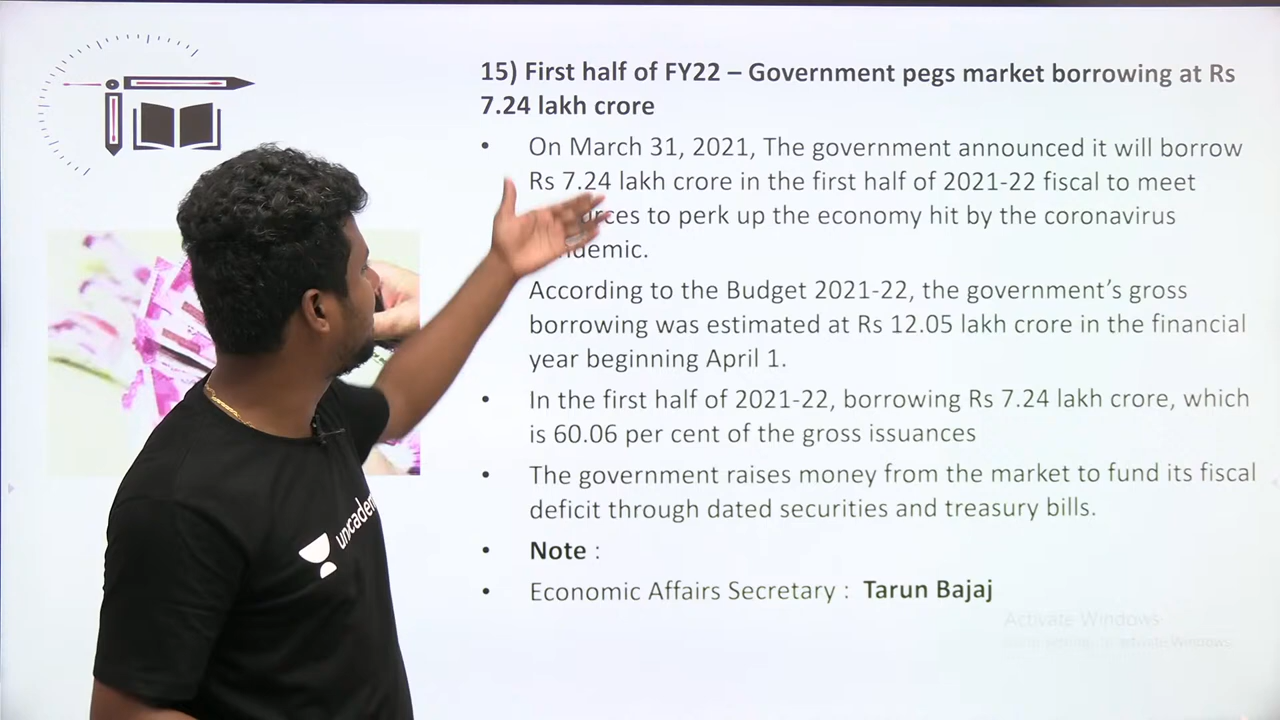 15) First half of FY22 – Government pegs market borrowing at Rs
7.24 lakh crore
• On March 31, 2021, The government announced it will borrow
Rs 7.24 lakh crore in the first half of 2021-22 fiscal to meet
to perk up the economy hit by the coronavirus
According to the Budget 2021-22, the government’s gross
borrowing was estimated at Rs 12.05 lakh crore in the financial
year beginning April 1.
• In the first half of 2021-22, borrowing Rs 7.24 lakh crore, which
is 60.06 per cent of the gross issuances
• The government raises money from the market to fund its fiscal
deficit through dated securities and treasury bills.
• Note :
• Economic Affairs Secretary : Tarun Bajaj
Activate Windows
Windows.
unacademy